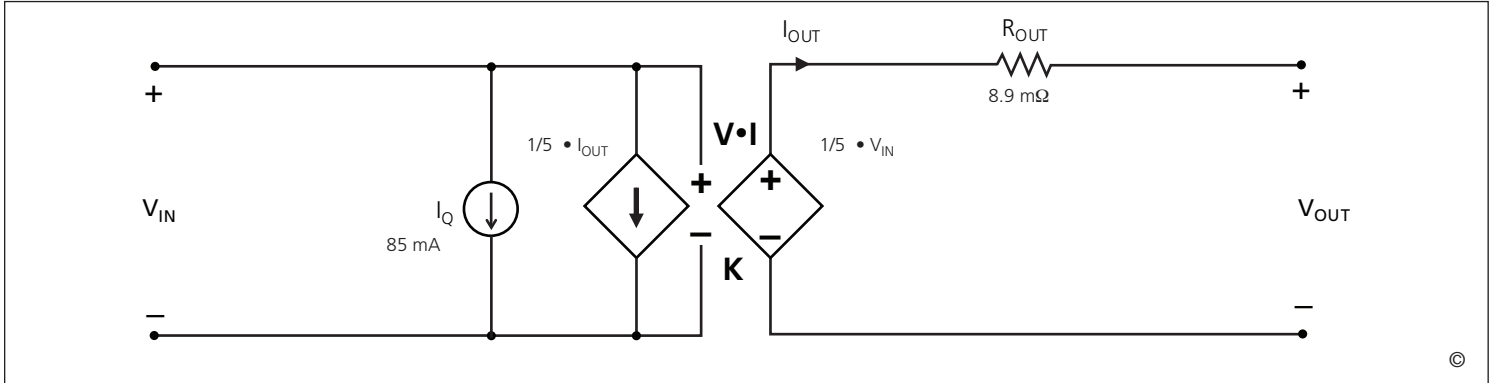 I_OUT
R_OUT
8.9 mΩ
+
+
1/5 • I_OUT
V•I
1/5 • V_IN
+
+
V_IN
I_Q
85 mA
V_OUT
–
–
K
–
–
©